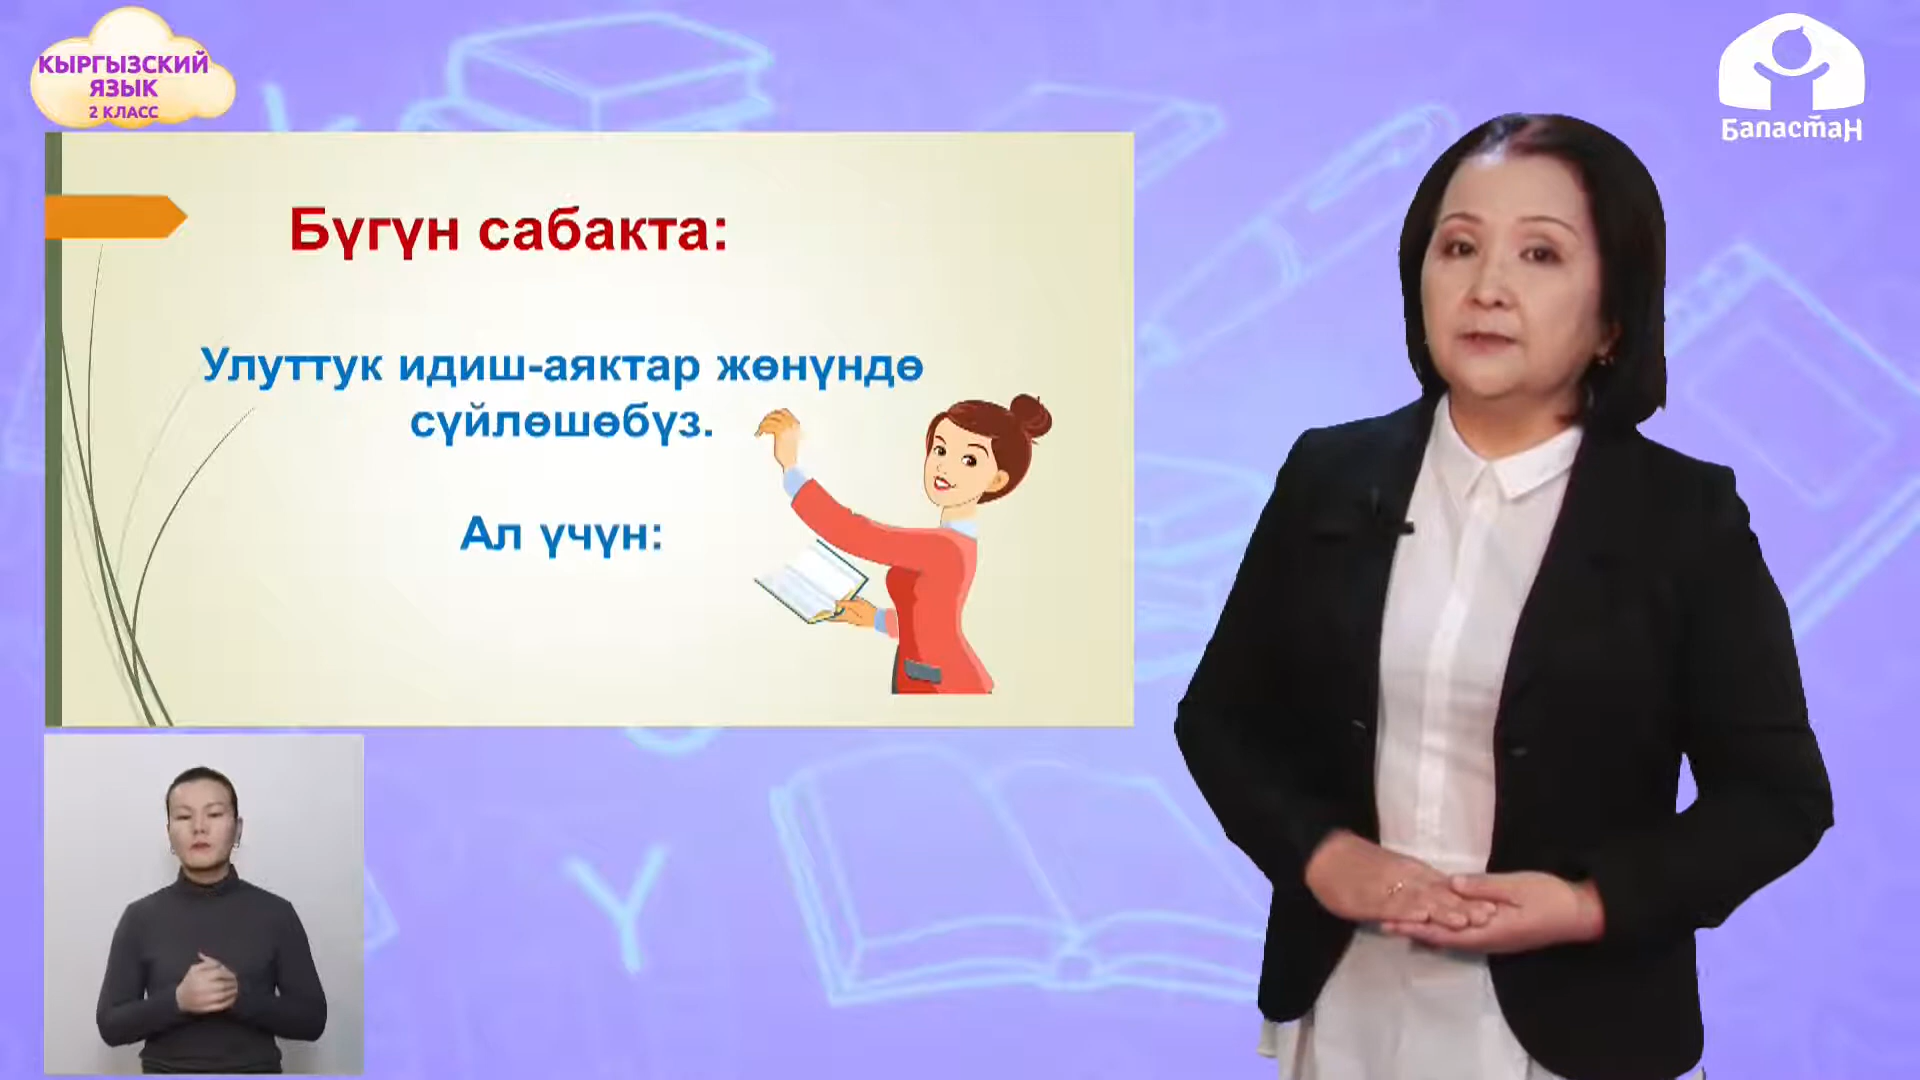 КЫРГЫЗСКИЙ
ЯЗЫК
2 КЛАСС
Баластан
Бүгүн сабакта:
Улуттук идиш-аяктар жөнүндө
сүйлөшөбүз.
Ал үчүн: